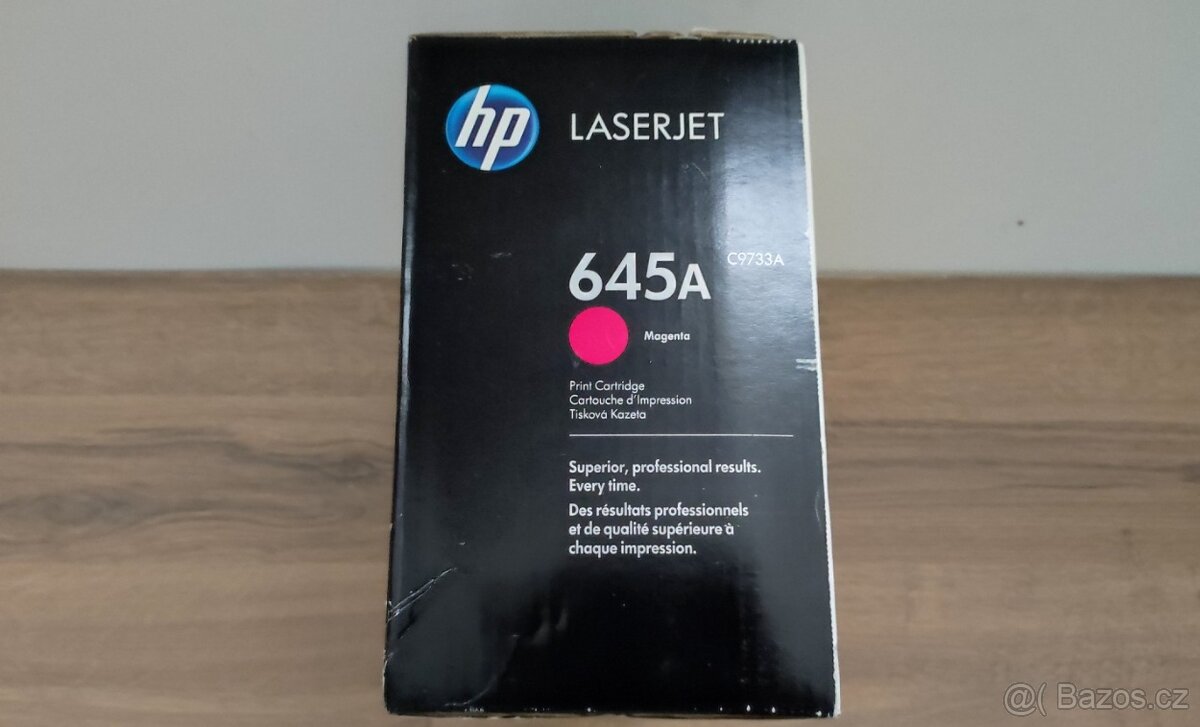 hp LASERJET
645A C9733A
Magenta
Print Cartridge
Cartouche d'Impression
Tisková Kazeta
Superior, professional results.
Every time.
Des résultats professionnels
et de qualité supérieure à
chaque impression.
@( Bazos.cz